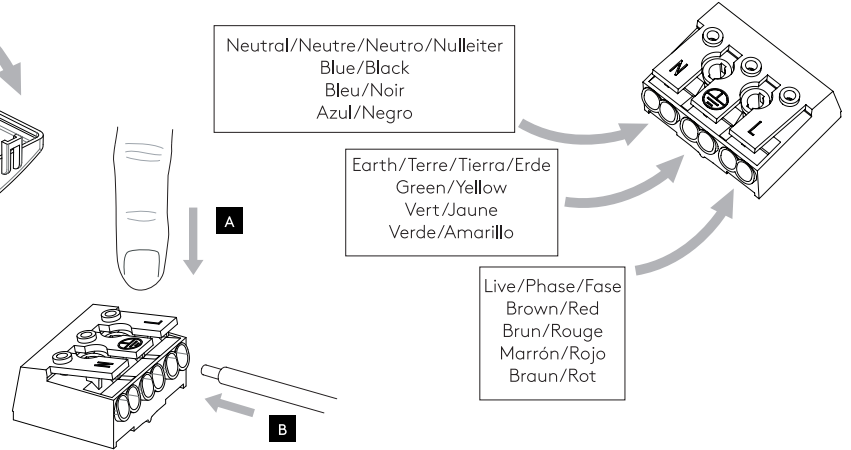 Neutral/Neutre/Neutro/Nulleiter
Blue/Black
Bleu/Noir
Azul/Negro
N
L
Earth/Terre/Tierra/Erde
Green/Yellow
Vert/Jaune
Verde/Amarillo
A
Live/Phase/Fase
Brown/Red
Brun/Rouge
Marrón/Rojo
Braun/Rot
L
N
B